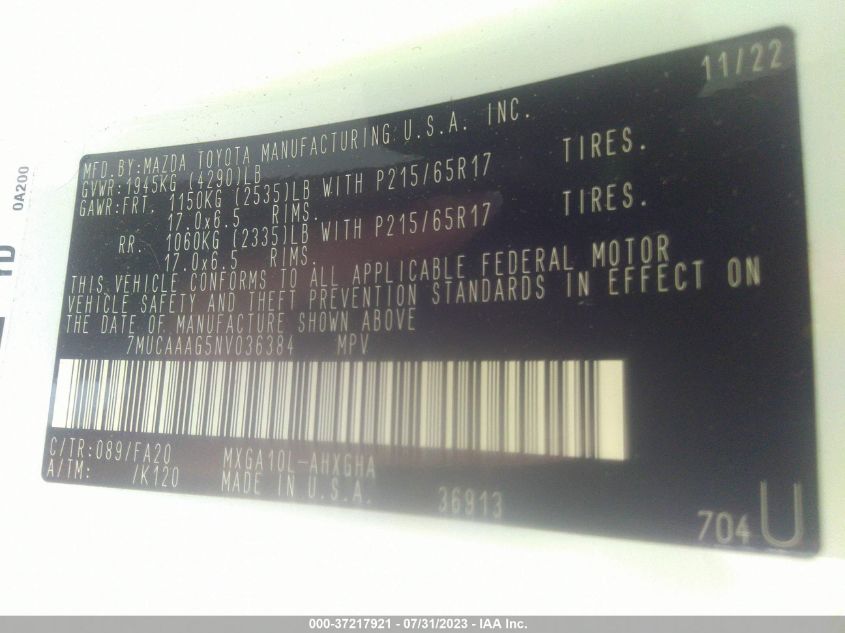 11/22
MFD.BY:MAZDA TOYOTA MANUFACTURING U.S.A. INC.
GVWR:1945KG (4290)LB
GAWR:FRT. 1150KG (2535)LB WITH P215/65R17 TIRES.
17.0x6.5 RIMS.
RR. 1060KG (2335)LB WITH P215/65R17 TIRES.
17.0x6.5 RIMS.
THIS VEHICLE CONFORMS TO ALL APPLICABLE FEDERAL MOTOR
VEHICLE SAFETY AND THEFT PREVENTION STANDARDS IN EFFECT ON
THE DATE OF MANUFACTURE SHOWN ABOVE
7MUCAAAG5NV036384 MPV
C/TR:089/FA20 MXGA10L-AHXGHA
A/TM: /K120 MADE IN U.S.A. 36913
704 U
0A200
000-37217921 - 07/31/2023 - IAA Inc.